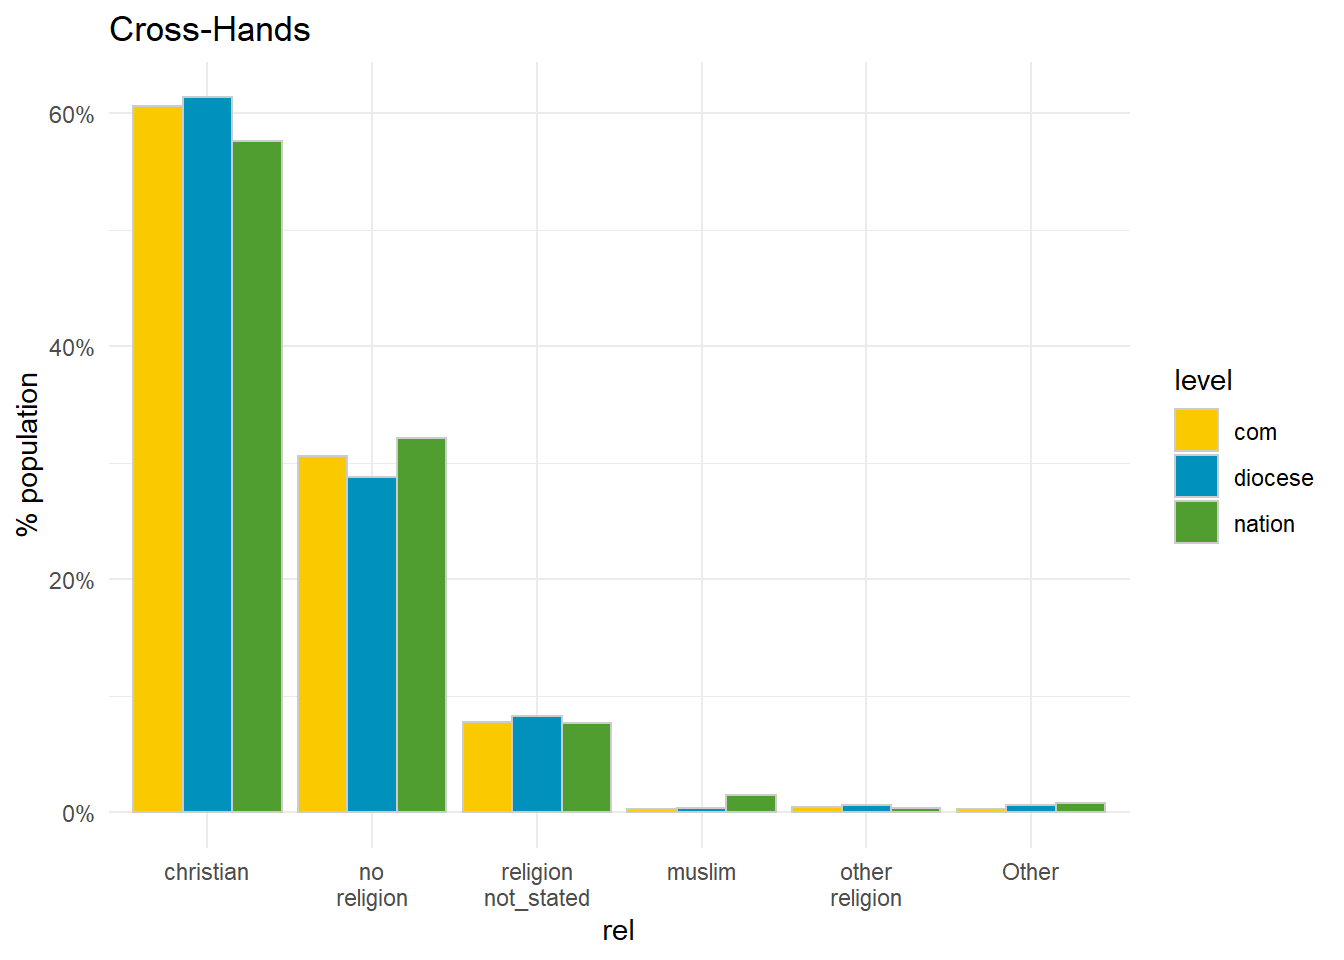 Cross-Hands
60%
40%
20%
0%
% population
christian
no
religion
religion
not_stated
muslim
other
religion
Other
rel
level
com
diocese
nation